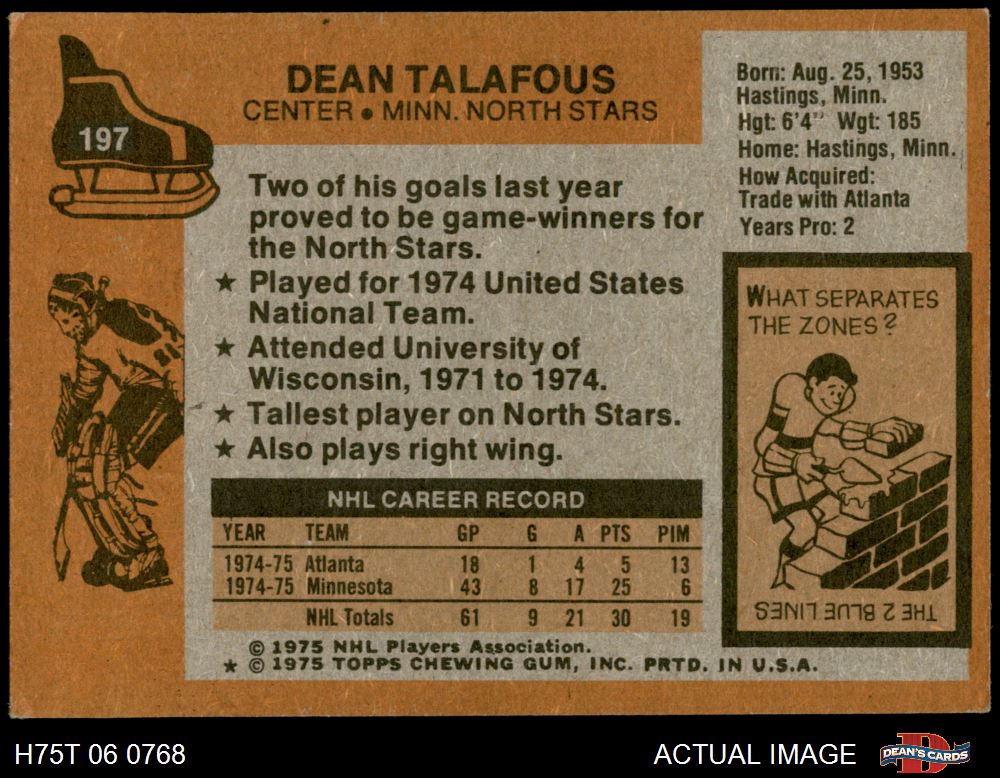 197
DEAN TALAFOUS
CENTER • MINN. NORTH STARS
Born: Aug. 25, 1953
Hastings, Minn.
Hgt: 6'4" Wgt: 185
Home: Hastings, Minn.
How Acquired:
Trade with Atlanta
Years Pro: 2
Two of his goals last year
proved to be game-winners for
the North Stars.
★ Played for 1974 United States
National Team.
★ Attended University of
Wisconsin, 1971 to 1974.
★ Tallest player on North Stars.
★ Also plays right wing.
NHL CAREER RECORD
YEAR TEAM GP G A PTS PIM
1974-75 Atlanta 18 1 4 5 13
1974-75 Minnesota 43 8 17 25 6
NHL Totals 61 9 21 30 19
© 1975 NHL Players Association.
★ © 1975 TOPPS CHEWING GUM, INC. PRTD. IN U.S.A.
WHAT SEPARATES
THE ZONES?
THE 2 BLUE LINES
H75T 06 0768
ACTUAL IMAGE
D
DEAN'S CARDS